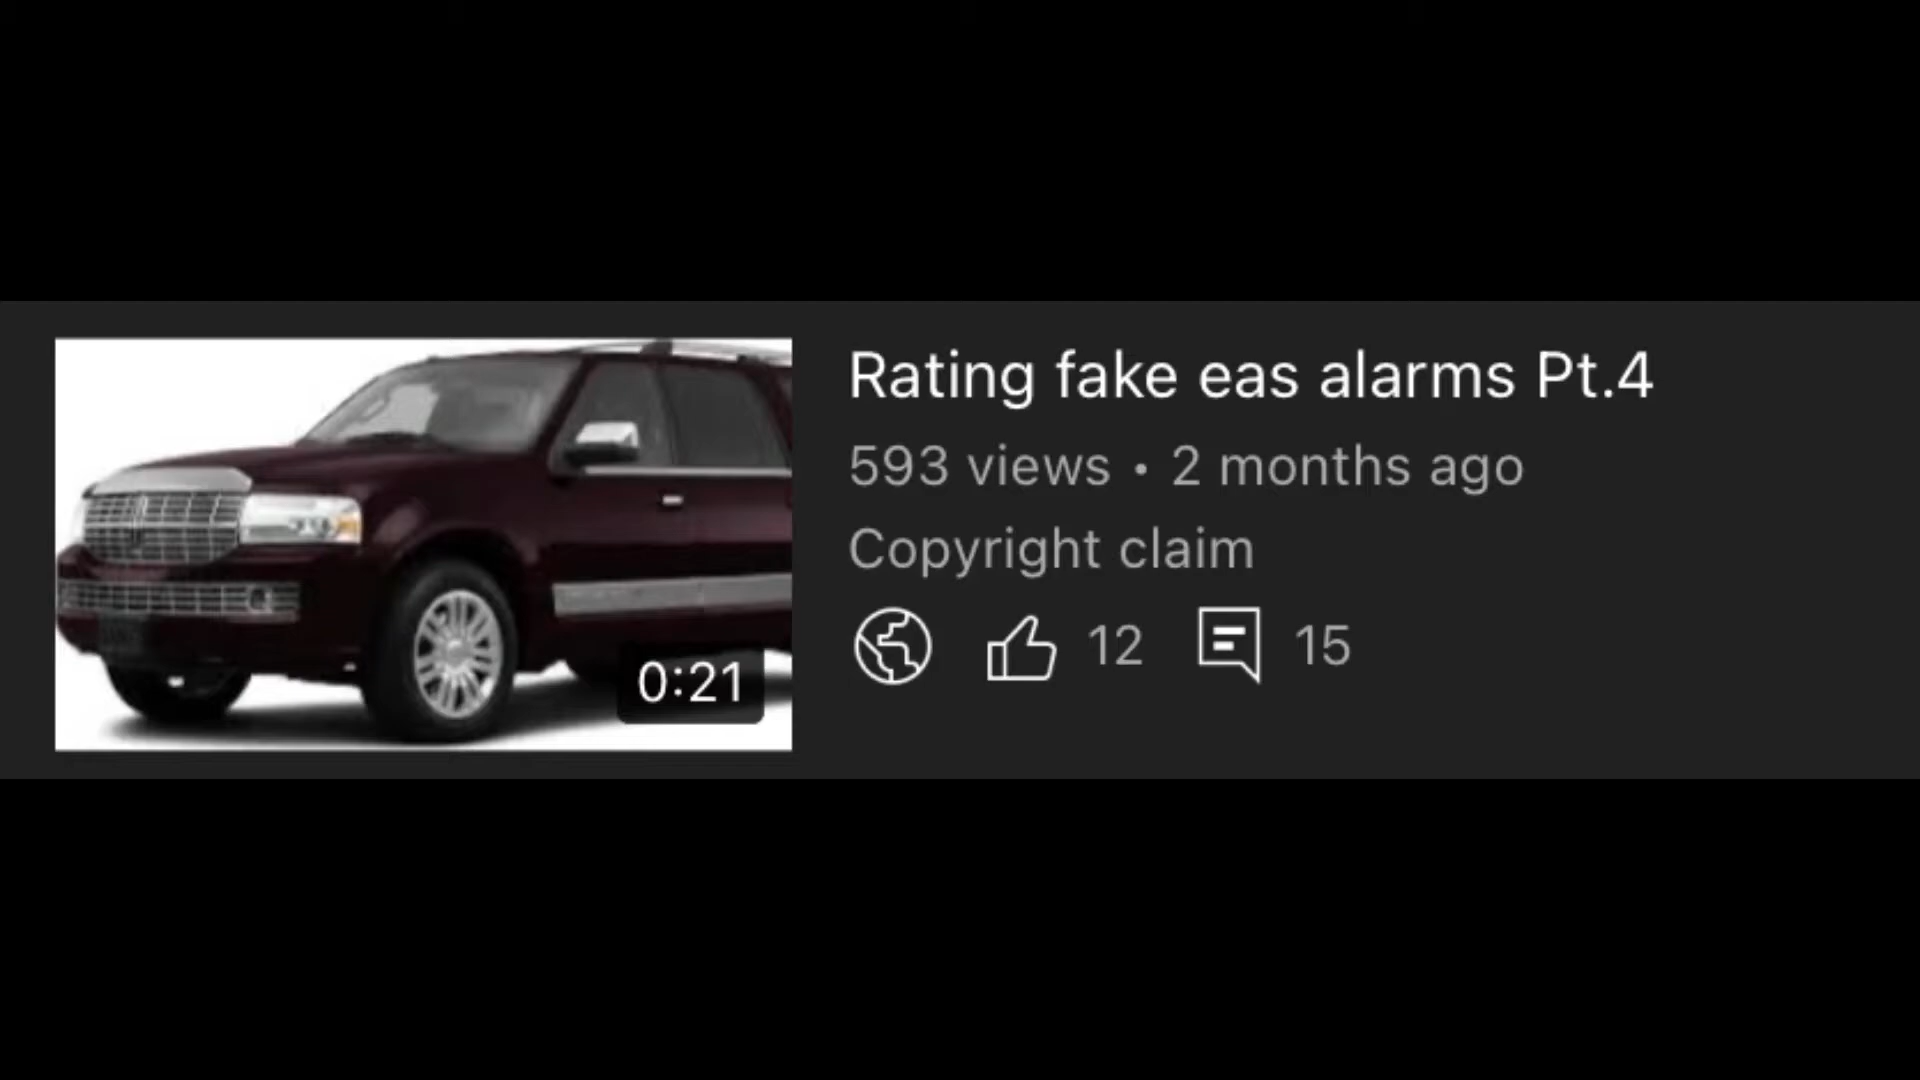 Rating fake eas alarms Pt.4
593 views • 2 months ago
Copyright claim
12 15
0:21